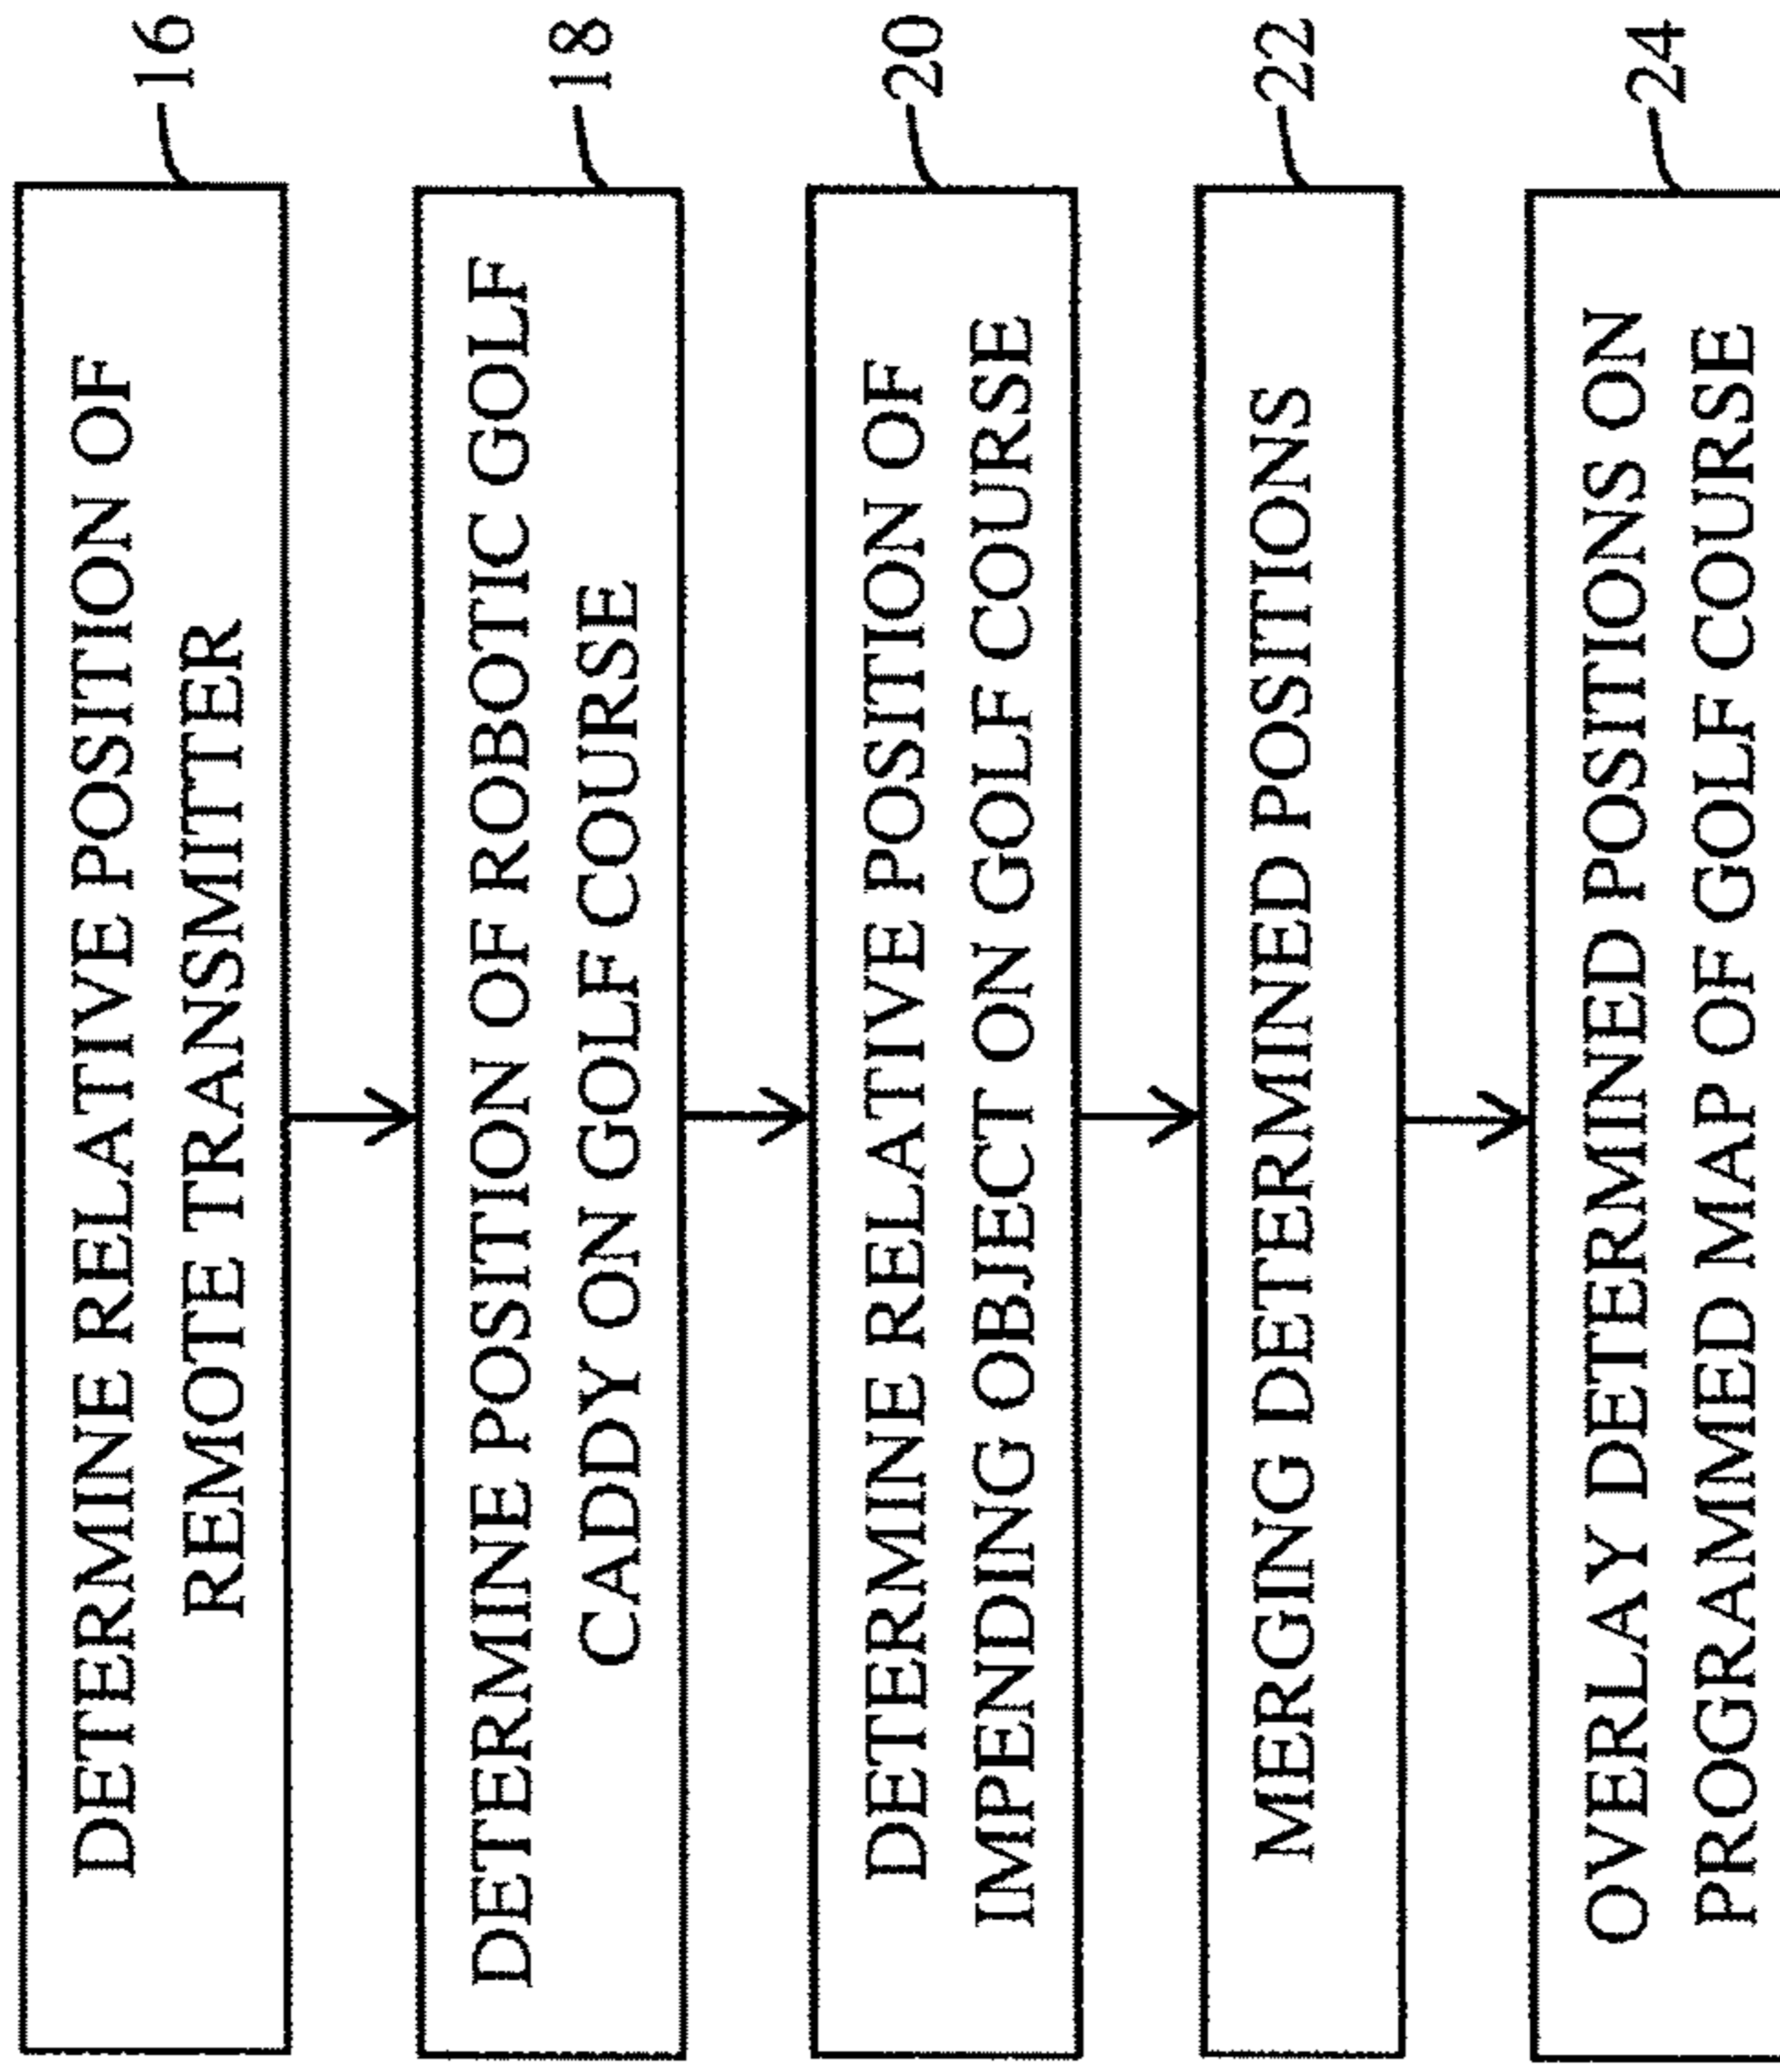 DETERMINE RELATIVE POSITION OF
REMOTE TRANSMITTER
16
DETERMINE POSITION OF ROBOTIC GOLF
CADDY ON GOLF COURSE
18
DETERMINE RELATIVE POSITION OF
IMPENDING OBJECT ON GOLF COURSE
20
MERGING DETERMINED POSITIONS
22
OVERLAY DETERMINED POSITIONS ON
PROGRAMMED MAP OF GOLF COURSE
24